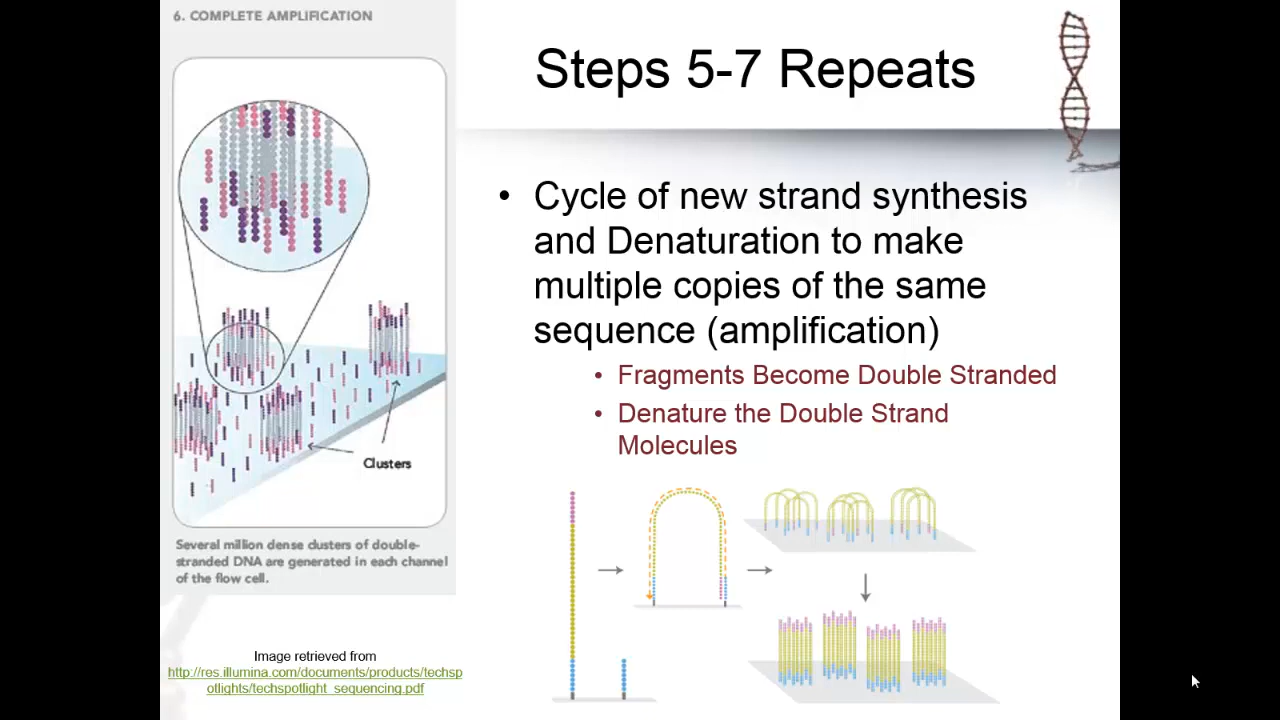 6. COMPLETE AMPLIFICATION
Clusters
Several million dense clusters of double-
stranded DNA are generated in each channel
of the flow cell.
Image retrieved from
http://res.illumina.com/documents/products/techsp
otlights/techspotlight_sequencing.pdf
Steps 5-7 Repeats
• Cycle of new strand synthesis
and Denaturation to make
multiple copies of the same
sequence (amplification)
• Fragments Become Double Stranded
• Denature the Double Strand
Molecules